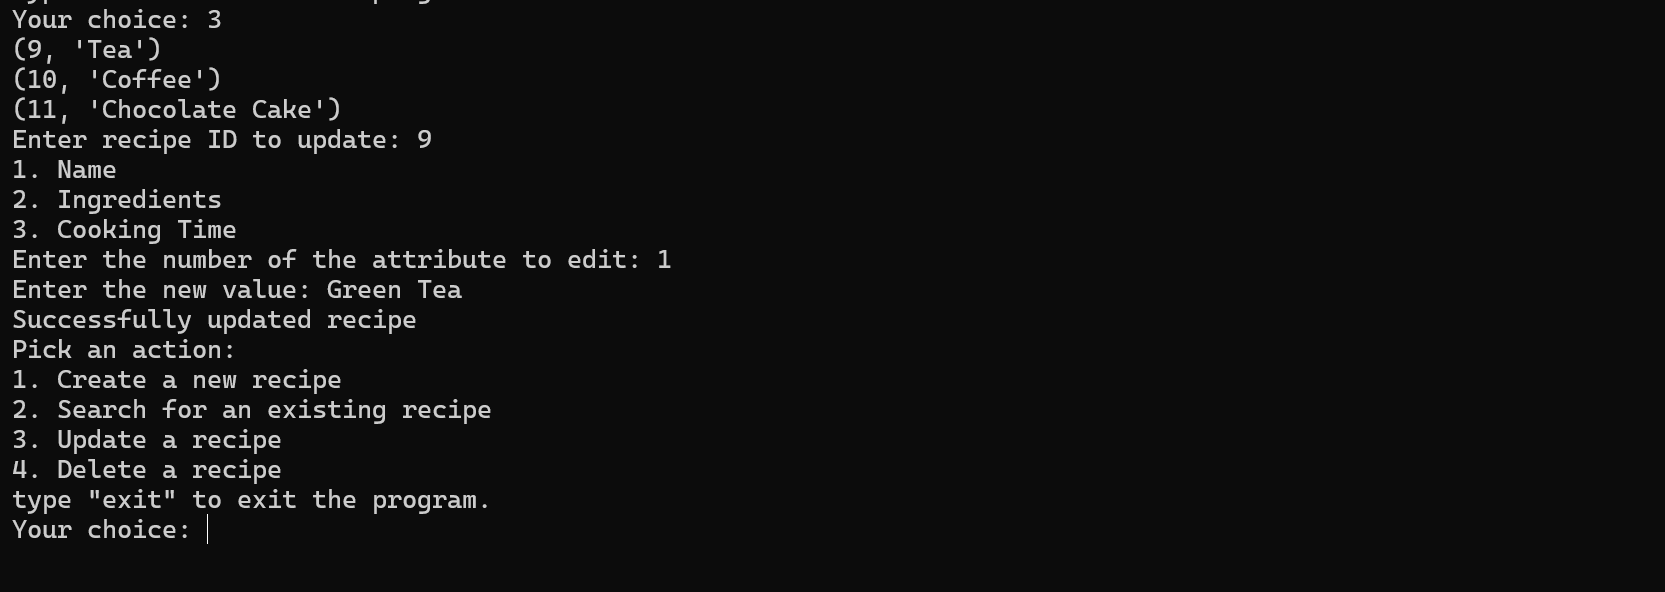 Your choice: 3
(9, 'Tea')
(10, 'Coffee')
(11, 'Chocolate Cake')
Enter recipe ID to update: 9
1. Name
2. Ingredients
3. Cooking Time
Enter the number of the attribute to edit: 1
Enter the new value: Green Tea
Successfully updated recipe
Pick an action:
1. Create a new recipe
2. Search for an existing recipe
3. Update a recipe
4. Delete a recipe
type "exit" to exit the program.
Your choice: